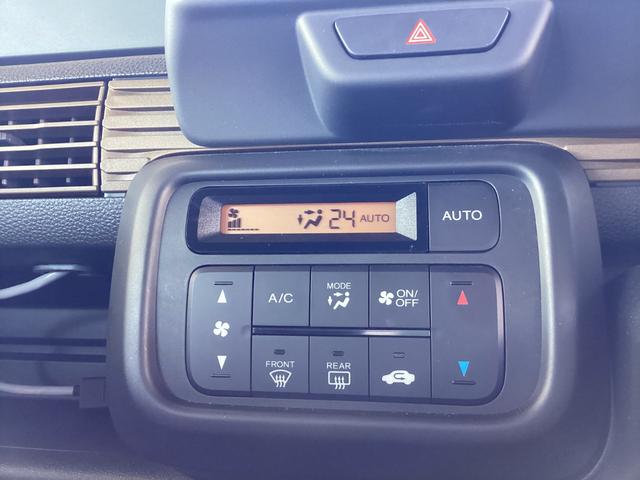 24 AUTO
AUTO
A/C
MODE
ON/
OFF
FRONT
REAR